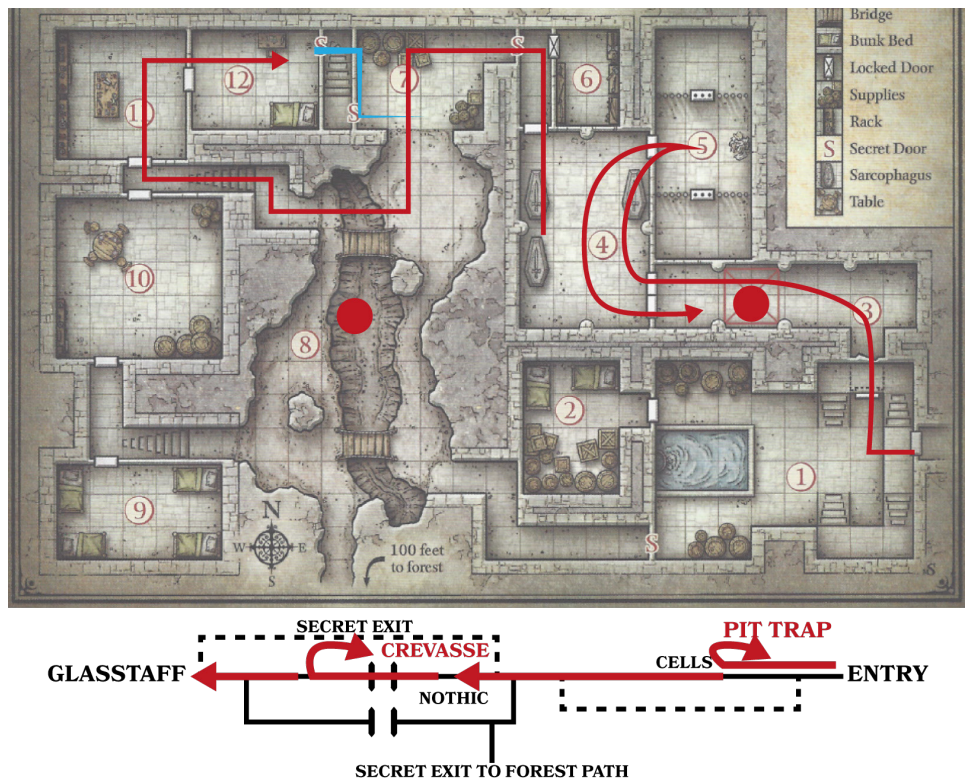 Bridge
Bunk Bed
Locked Door
Supplies
Rack
S Secret Door
Sarcophagus
Table
S
S
S
S
1
2
3
4
5
6
7
8
9
10
11
12
N
W E
S
100 feet
to forest
SECRET EXIT
CREVASSE
PIT TRAP
GLASSTAFF
CELLS
ENTRY
NOTHIC
SECRET EXIT TO FOREST PATH